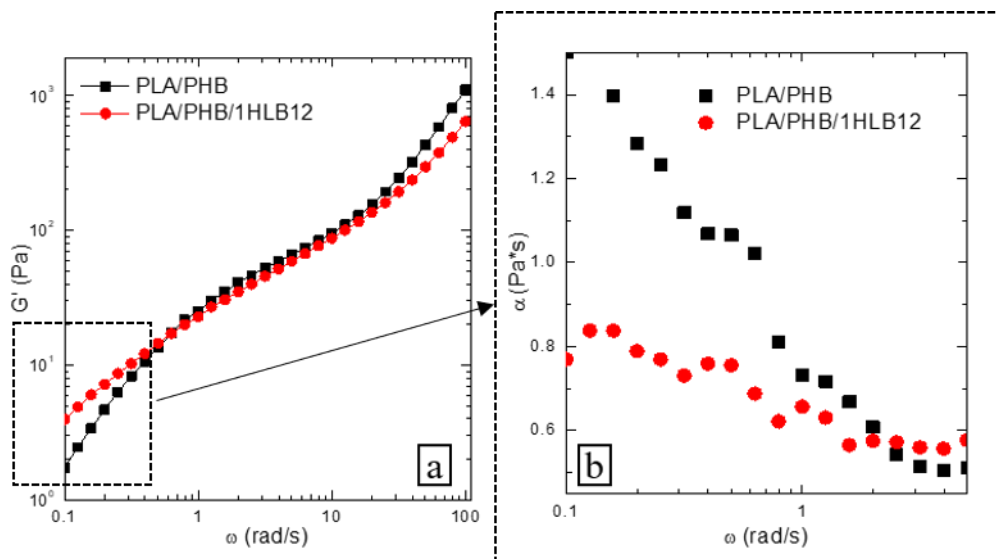 PLA/PHB
PLA/PHB/1HLB12
G' (Pa)
10³
10²
10¹
10⁰
0.1
1
10
100
ω (rad/s)
a
PLA/PHB
PLA/PHB/1HLB12
α (Pa*s)
1.4
1.2
1.0
0.8
0.6
0.1
1
ω (rad/s)
b